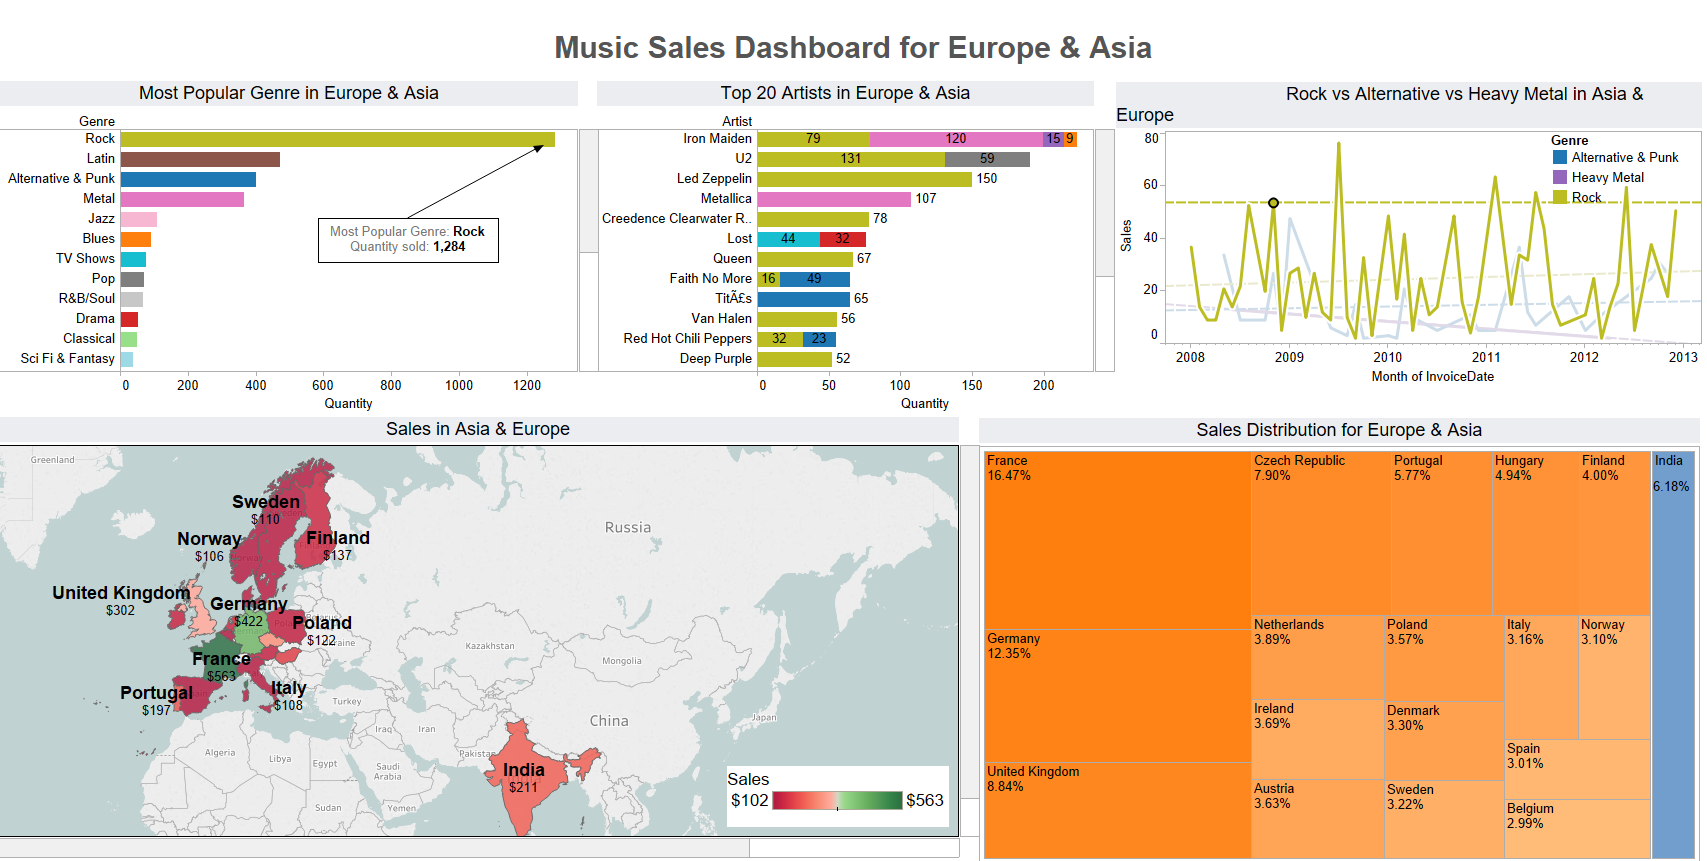 Music Sales Dashboard for Europe & Asia
Most Popular Genre in Europe & Asia
Genre
Rock
Latin
Alternative & Punk
Metal
Jazz
Blues
TV Shows
Pop
R&B/Soul
Drama
Classical
Sci Fi & Fantasy
Most Popular Genre: Rock
Quantity sold: 1,284
0 200 400 600 800 1000 1200
Quantity
Top 20 Artists in Europe & Asia
Artist
Iron Maiden 79 120 15 9
U2 131 59
Led Zeppelin 150
Metallica 107
Creedence Clearwater R.. 78
Lost 44 32
Queen 67
Faith No More 16 49
TitÃ£s 65
Van Halen 56
Red Hot Chili Peppers 32 23
Deep Purple 52
0 50 100 150 200
Quantity
Rock vs Alternative vs Heavy Metal in Asia &
Europe
Genre
Alternative & Punk
Heavy Metal
Rock
80
60
40
20
0
Sales
2008 2009 2010 2011 2012 2013
Month of InvoiceDate
Sales in Asia & Europe
Greenland
Russia
Sweden
$110
Norway
$106
Finland
$137
United Kingdom
$302
Germany
$422
Poland
$122
France
$563
Portugal
$197
Italy
$108
Kazakhstan
Mongolia
China
Japan
Turkey
Iraq
Iran
Pakistan
Algeria
Libya
Egypt
Saudi
Arabia
Sudan
Yemen
India
$211
Sales
$102 $563
Sales Distribution for Europe & Asia
France
16.47%
Germany
12.35%
United Kingdom
8.84%
Czech Republic
7.90%
Portugal
5.77%
Hungary
4.94%
Finland
4.00%
Netherlands
3.89%
Ireland
3.69%
Austria
3.63%
Poland
3.57%
Denmark
3.30%
Sweden
3.22%
Italy
3.16%
Norway
3.10%
Spain
3.01%
Belgium
2.99%
India
6.18%